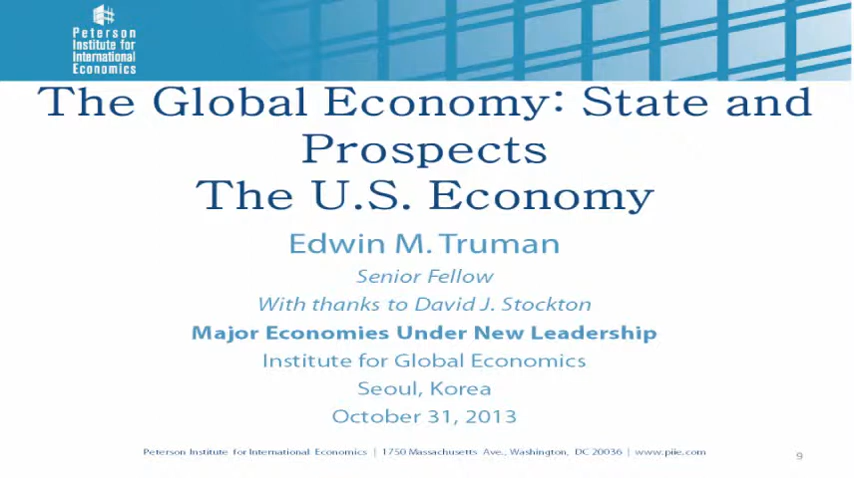 Peterson
Institute for
International
Economics
The Global Economy: State and
Prospects
The U.S. Economy
Edwin M. Truman
Senior Fellow
With thanks to David J. Stockton
Major Economies Under New Leadership
Institute for Global Economics
Seoul, Korea
October 31, 2013
Peterson Institute for International Economics | 1750 Massachusetts Ave., Washington, DC 20036 | www.piie.com
9